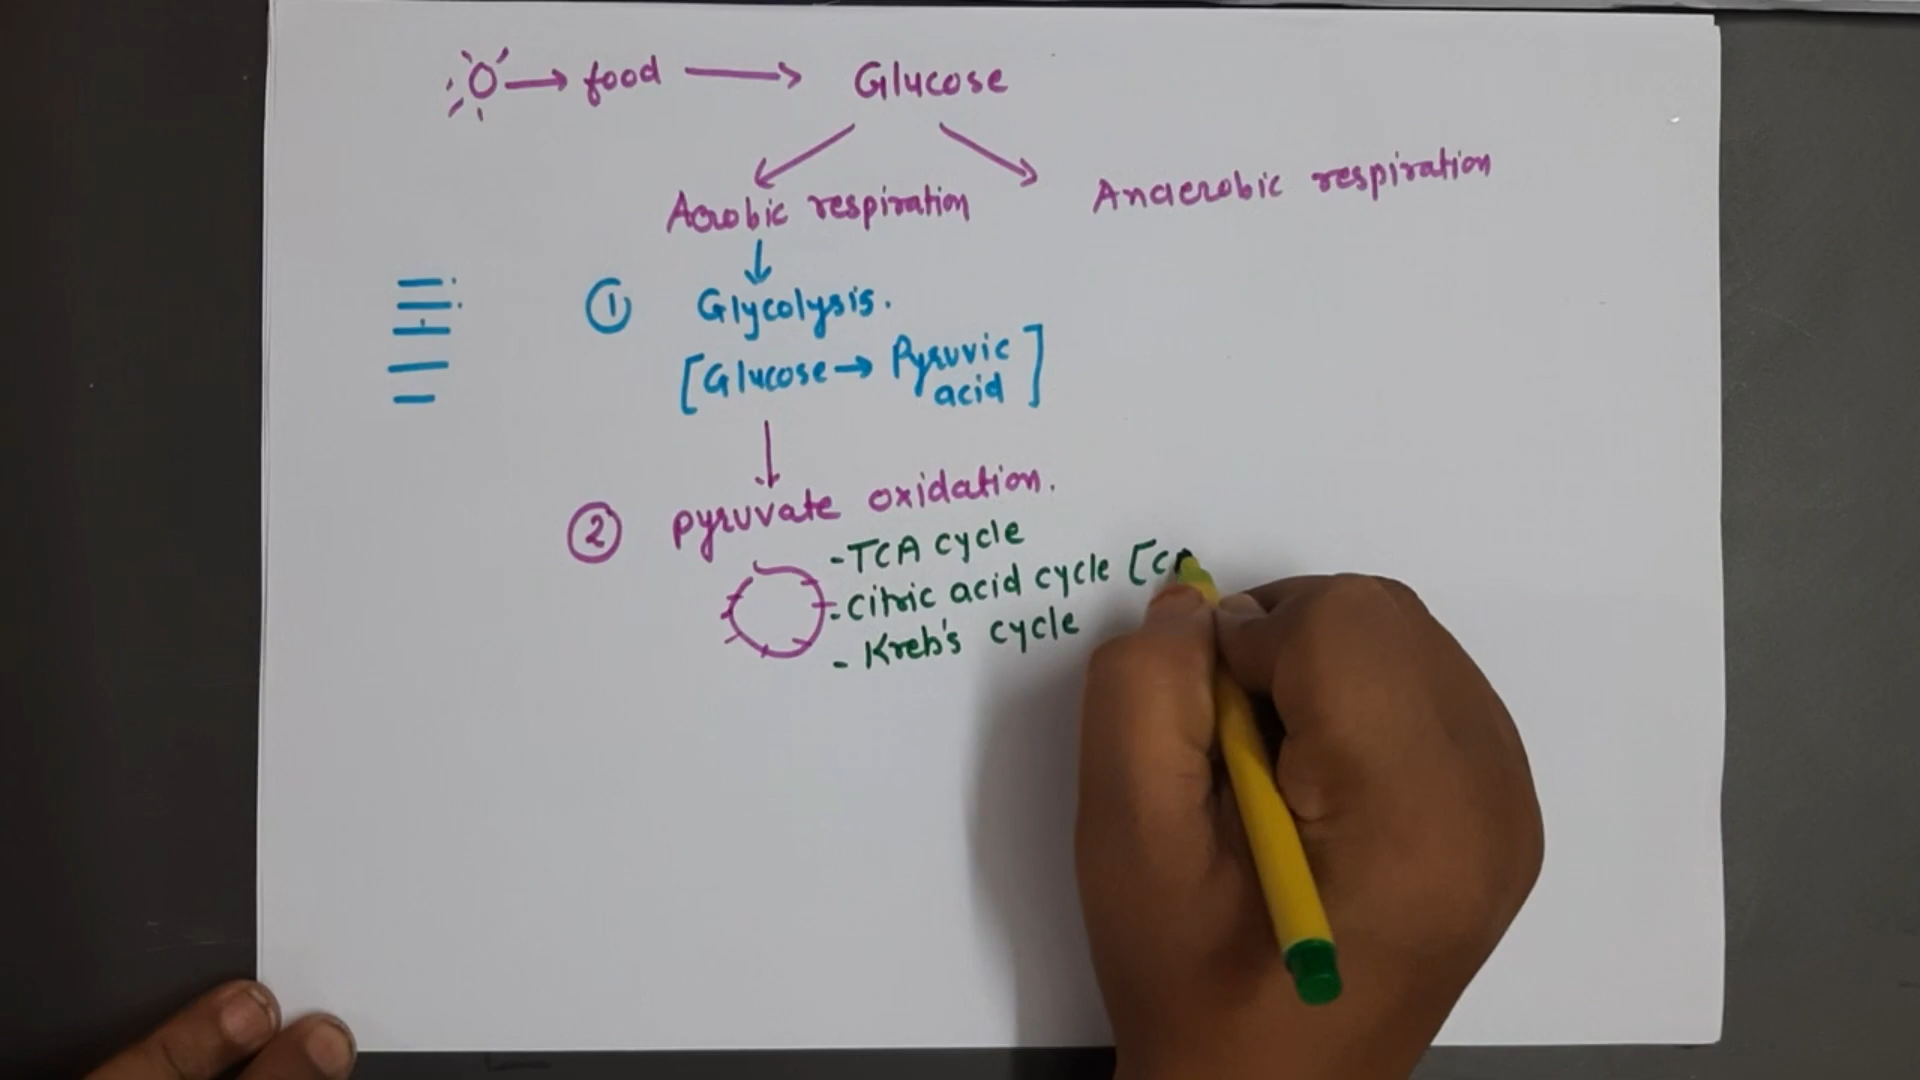 O → food → Glucose
Aerobic respiration
Anaerobic respiration
① Glycolysis.
[Glucose → Pyruvic acid]
② pyruvate oxidation.
-TCA cycle
-citric acid cycle [C
- Kreb's cycle